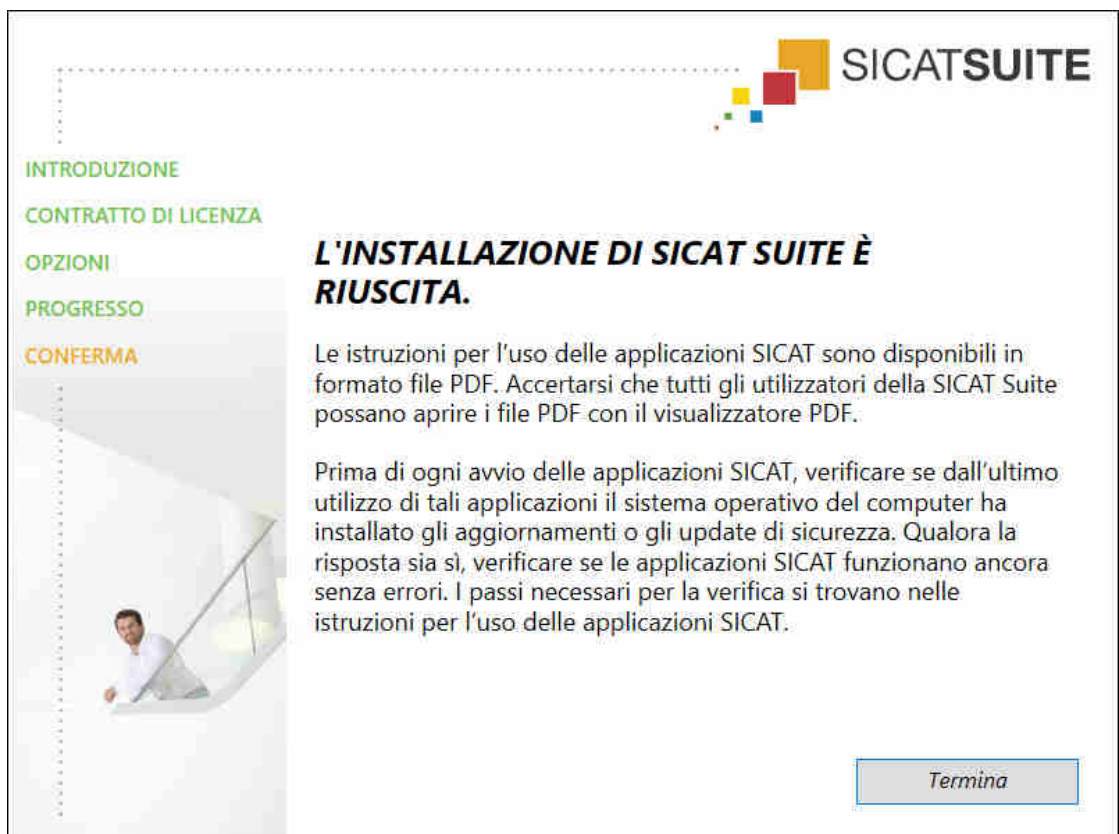 SICATSUITE
INTRODUZIONE
CONTRATTO DI LICENZA
OPZIONI
PROGRESSO
CONFERMA
L'INSTALLAZIONE DI SICAT SUITE È
RIUSCITA.
Le istruzioni per l'uso delle applicazioni SICAT sono disponibili in
formato file PDF. Accertarsi che tutti gli utilizzatori della SICAT Suite
possano aprire i file PDF con il visualizzatore PDF.
Prima di ogni avvio delle applicazioni SICAT, verificare se dall'ultimo
utilizzo di tali applicazioni il sistema operativo del computer ha
installato gli aggiornamenti o gli update di sicurezza. Qualora la
risposta sia sì, verificare se le applicazioni SICAT funzionano ancora
senza errori. I passi necessari per la verifica si trovano nelle
istruzioni per l'uso delle applicazioni SICAT.
Termina